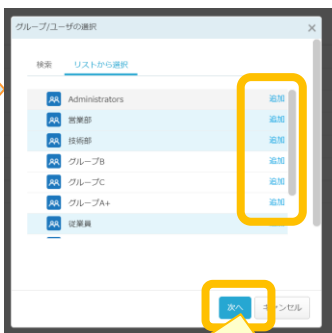 グループ/ユーザの選択
検索 リストから選択
Administrators 追加
営業部 追加
技術部 追加
グループB 追加
グループC 追加
グループA+ 追加
従業員
次へ キャンセル